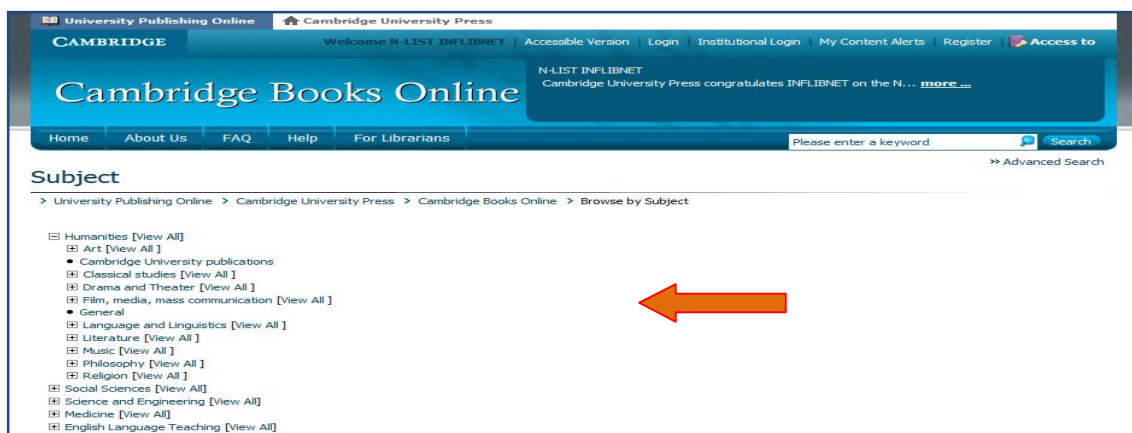 University Publishing Online Cambridge University Press
CAMBRIDGE Welcome N-LIST INFLIBNET | Accessible Version | Login | Institutional Login | My Content Alerts | Register | Access to
N-LIST INFLIBNET
Cambridge University Press congratulates INFLIBNET on the N... more ...
Cambridge Books Online
Home About Us FAQ Help For Librarians Please enter a keyword Search
>> Advanced Search
Subject
> University Publishing Online > Cambridge University Press > Cambridge Books Online > Browse by Subject
Humanities [View All]
Art [View All ]
Cambridge University publications
Classical studies [View All ]
Drama and Theater [View All ]
Film, media, mass communication [View All ]
General
Language and Linguistics [View All ]
Literature [View All ]
Music [View All ]
Philosophy [View All ]
Religion [View All ]
Social Sciences [View All]
Science and Engineering [View All]
Medicine [View All]
English Language Teaching [View All]